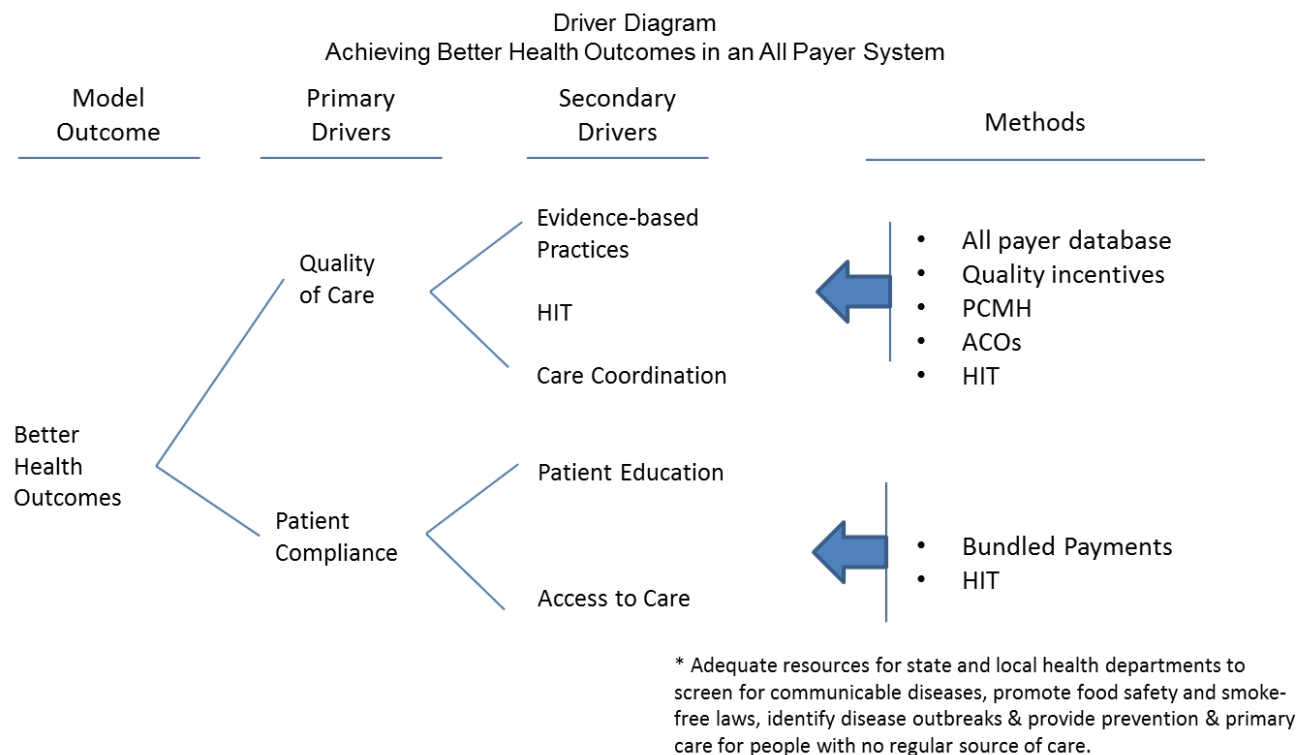 Driver Diagram
Achieving Better Health Outcomes in an All Payer System
Model
Outcome
Primary
Drivers
Secondary
Drivers
Methods
Better
Health
Outcomes
Quality
of Care
Patient
Compliance
Evidence-based
Practices
HIT
Care Coordination
Patient Education
Access to Care
• All payer database
• Quality incentives
• PCMH
• ACOs
• HIT
• Bundled Payments
• HIT
* Adequate resources for state and local health departments to
screen for communicable diseases, promote food safety and smoke-
free laws, identify disease outbreaks & provide prevention & primary
care for people with no regular source of care.